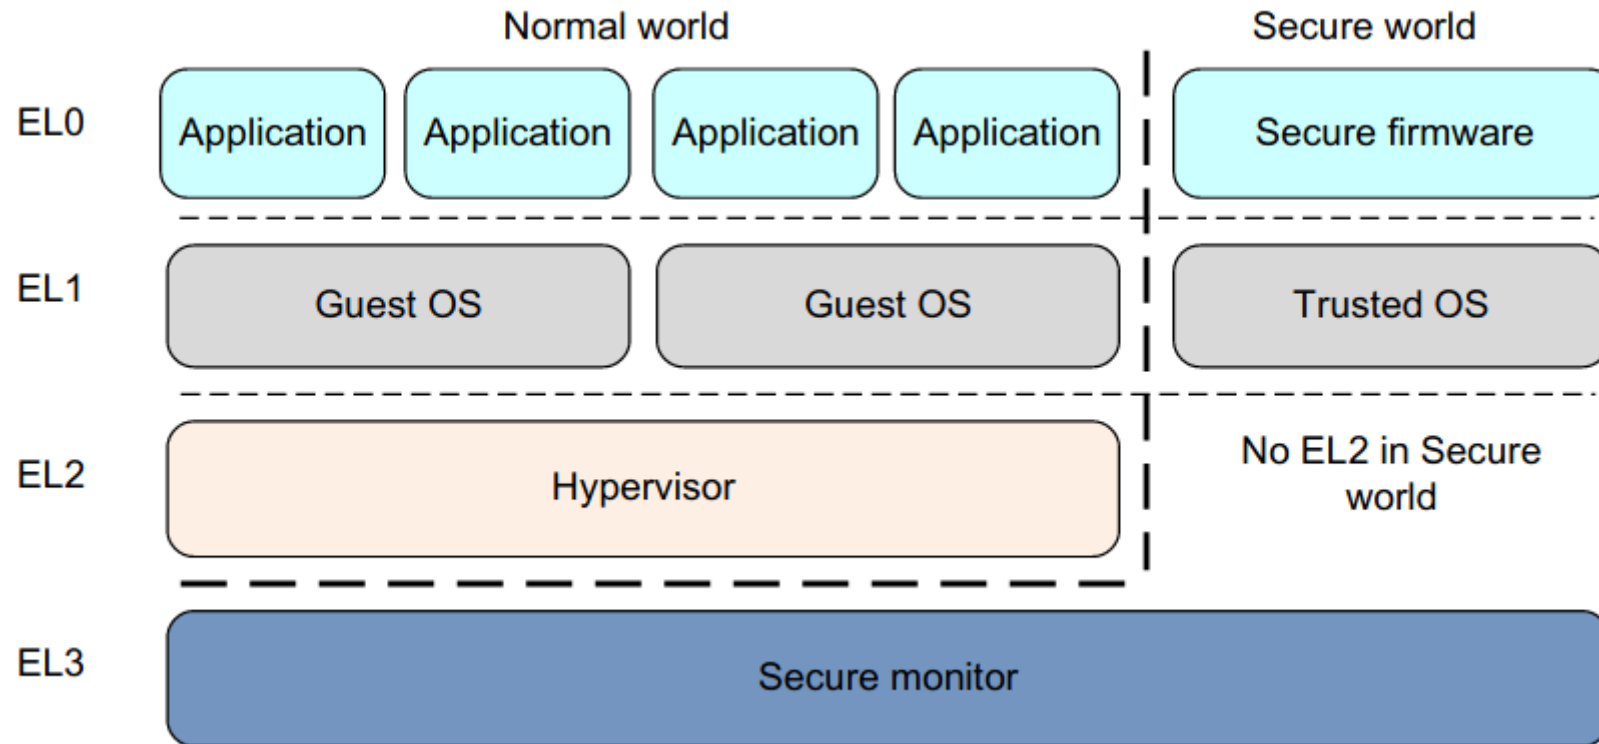 Normal world
Secure world
EL0
Application
Application
Application
Application
Secure firmware
EL1
Guest OS
Guest OS
Trusted OS
EL2
Hypervisor
No EL2 in Secure
world
EL3
Secure monitor